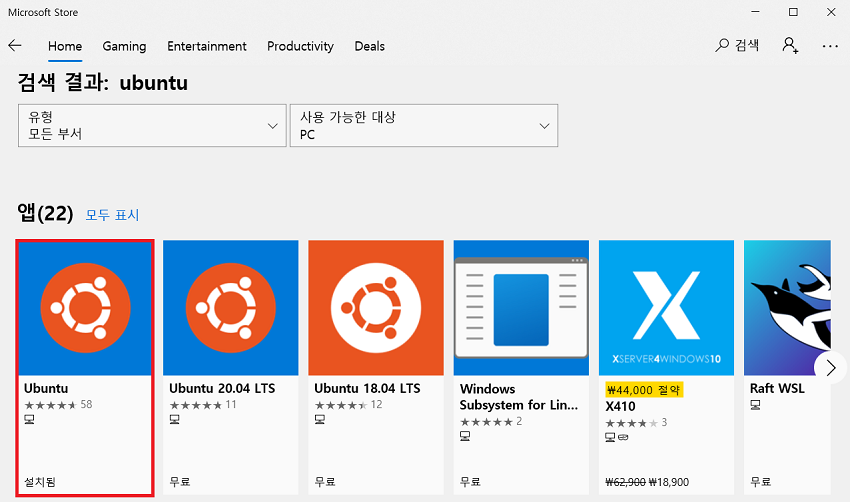 Microsoft Store
Home Gaming Entertainment Productivity Deals 검색
검색 결과: ubuntu
유형
모든 부서
사용 가능한 대상
PC
앱(22) 모두 표시
Ubuntu
58
설치됨
Ubuntu 20.04 LTS
11
무료
Ubuntu 18.04 LTS
12
무료
Windows
Subsystem for Lin...
2
무료
XSERVER4WINDOWS10
₩44,000 절약
X410
3
₩62,900 ₩18,900
Raft WSL
무료